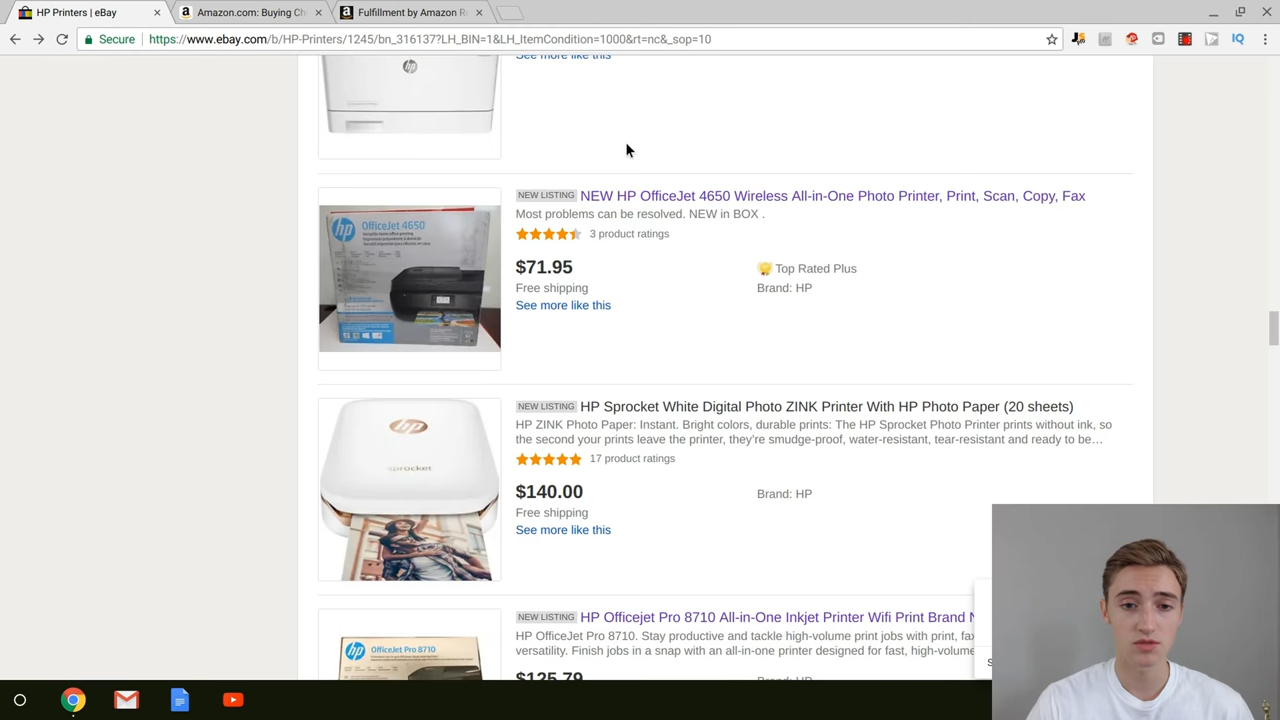 HP Printers | eBay
Amazon.com: Buying Ch
Fulfillment by Amazon R
Secure
https://www.ebay.com/b/HP-Printers/1245/bn_316137?LH_BIN=1&LH_ItemCondition=1000&rt=nc&_sop=10
IQ
See more like this
hp
NEW LISTING NEW HP OfficeJet 4650 Wireless All-in-One Photo Printer, Print, Scan, Copy, Fax
Most problems can be resolved. NEW in BOX .
3 product ratings
hp OfficeJet 4650
$71.95
Top Rated Plus
Free shipping
Brand: HP
See more like this
NEW LISTING HP Sprocket White Digital Photo ZINK Printer With HP Photo Paper (20 sheets)
HP ZINK Photo Paper: Instant. Bright colors, durable prints: The HP Sprocket Photo Printer prints without ink, so
the second your prints leave the printer, they're smudge-proof, water-resistant, tear-resistant and ready to be…
17 product ratings
hp
sprocket
$140.00
Brand: HP
Free shipping
See more like this
NEW LISTING HP Officejet Pro 8710 All-in-One Inkjet Printer Wifi Print Brand N
HP OfficeJet Pro 8710. Stay productive and tackle high-volume print jobs with print, fax
versatility. Finish jobs in a snap with an all-in-one printer designed for fast, high-volume
hp OfficeJet Pro 8710
$125.79
Brand: HP
S